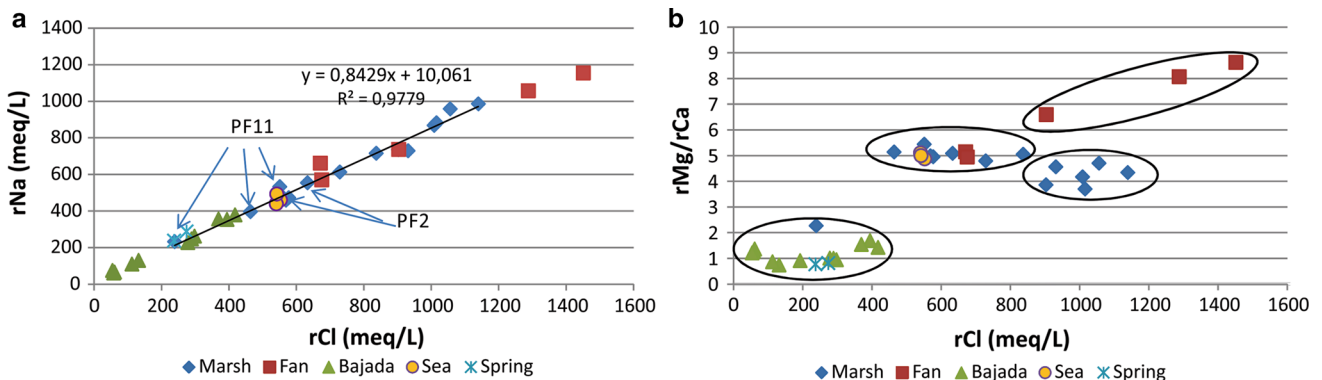 a
1400
1200
1000
800
600
400
200
0
rNa (meq/L)
y = 0,8429x + 10,061
R² = 0,9779
PF11
PF2
0 200 400 600 800 1000 1200 1400 1600
rCl (meq/L)
Marsh Fan Bajada Sea Spring
b
10
9
8
7
6
5
4
3
2
1
0
rMg/rCa
0 200 400 600 800 1000 1200 1400 1600
rCl (meq/L)
Marsh Fan Bajada Sea Spring